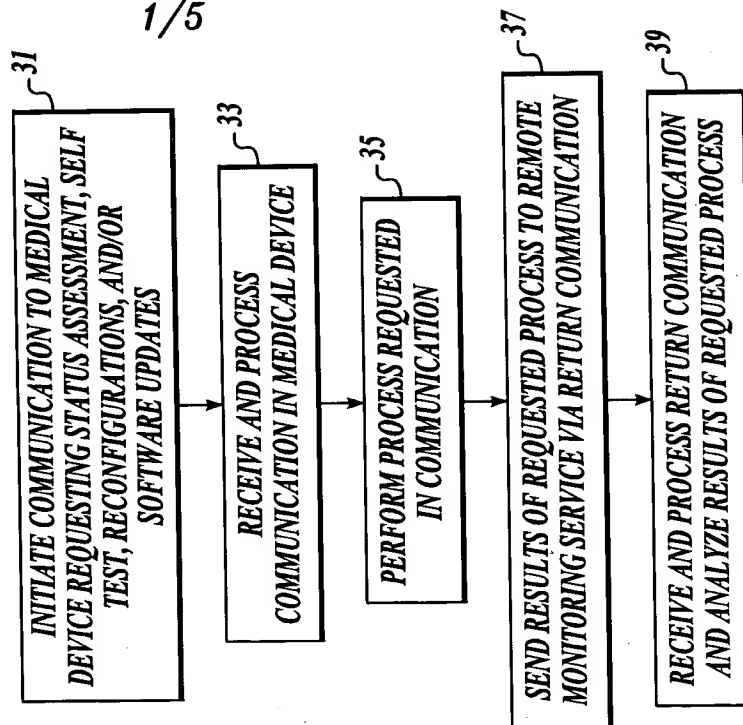 1/5
31
INITIATE COMMUNICATION TO MEDICAL
DEVICE REQUESTING STATUS ASSESSMENT, SELF
TEST, RECONFIGURATIONS, AND/OR
SOFTWARE UPDATES
33
RECEIVE AND PROCESS
COMMUNICATION IN MEDICAL DEVICE
35
PERFORM PROCESS REQUESTED
IN COMMUNICATION
37
SEND RESULTS OF REQUESTED PROCESS TO REMOTE
MONITORING SERVICE VIA RETURN COMMUNICATION
39
RECEIVE AND PROCESS RETURN COMMUNICATION
AND ANALYZE RESULTS OF REQUESTED PROCESS